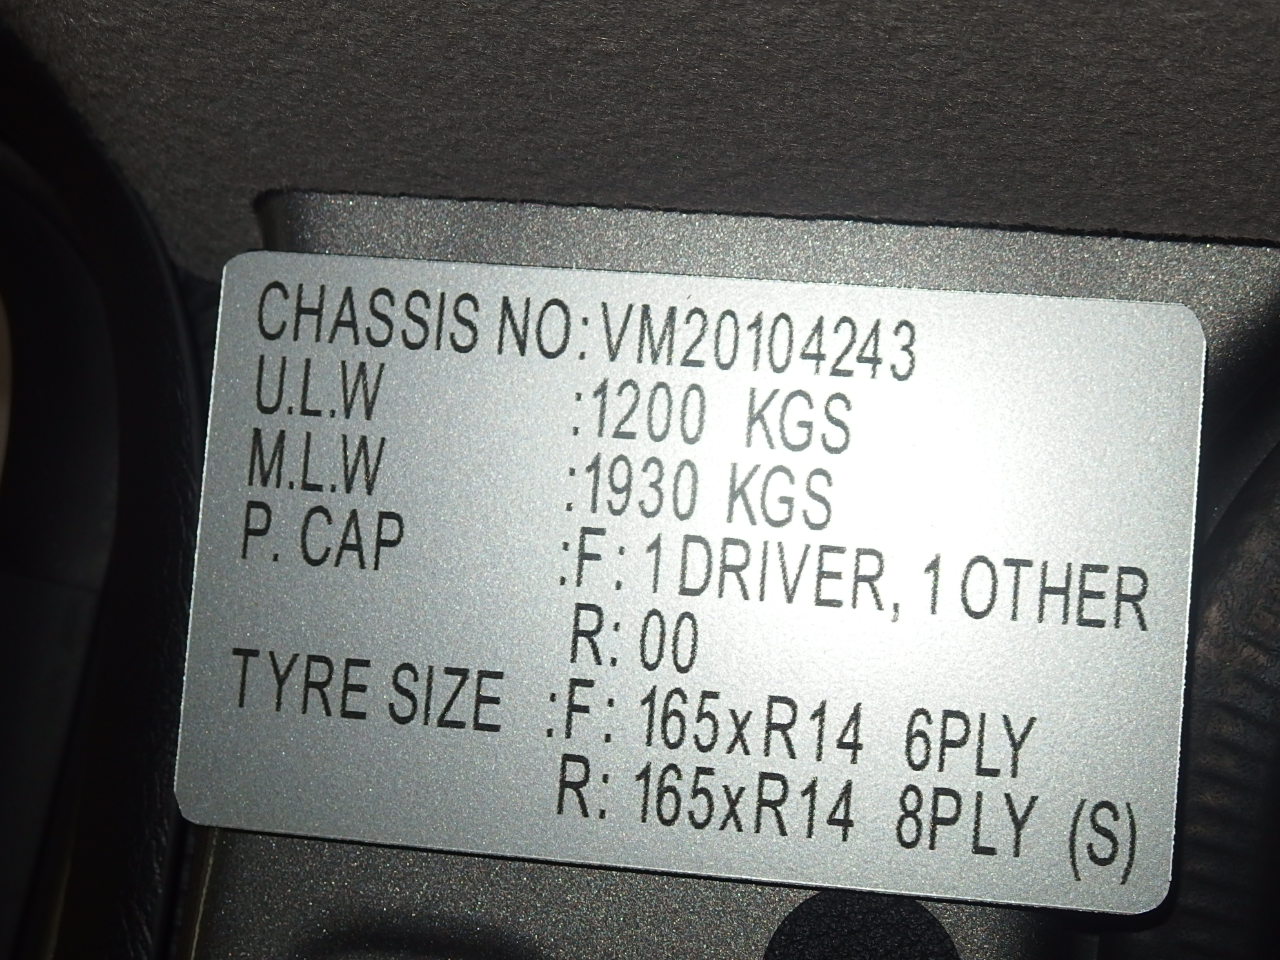 CHASSIS NO:VM20104243
U.L.W :1200 KGS
M.L.W :1930 KGS
P. CAP :F: 1 DRIVER, 1 OTHER
R: 00
TYRE SIZE :F: 165xR14 6PLY
R: 165xR14 8PLY (S)